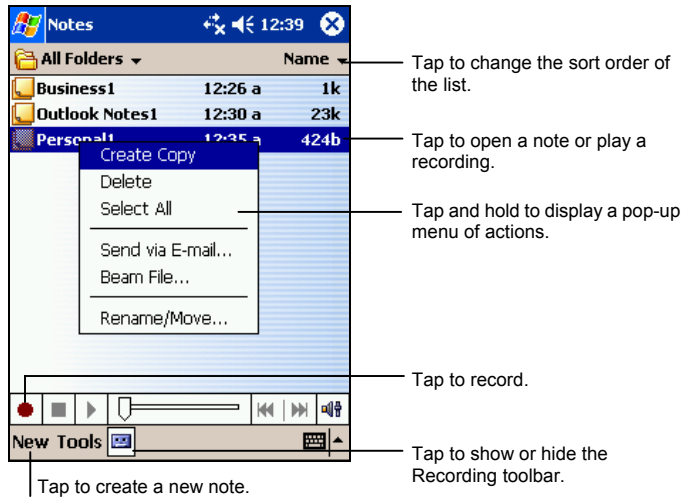 Notes 12:39
All Folders Name
Business1 12:26 a 1k
Outlook Notes1 12:30 a 23k
Personal1 12:35 a 424b
Create Copy
Delete
Select All
Send via E-mail...
Beam File...
Rename/Move...
New Tools
Tap to change the sort order of
the list.
Tap to open a note or play a
recording.
Tap and hold to display a pop-up
menu of actions.
Tap to record.
Tap to show or hide the
Recording toolbar.
Tap to create a new note.